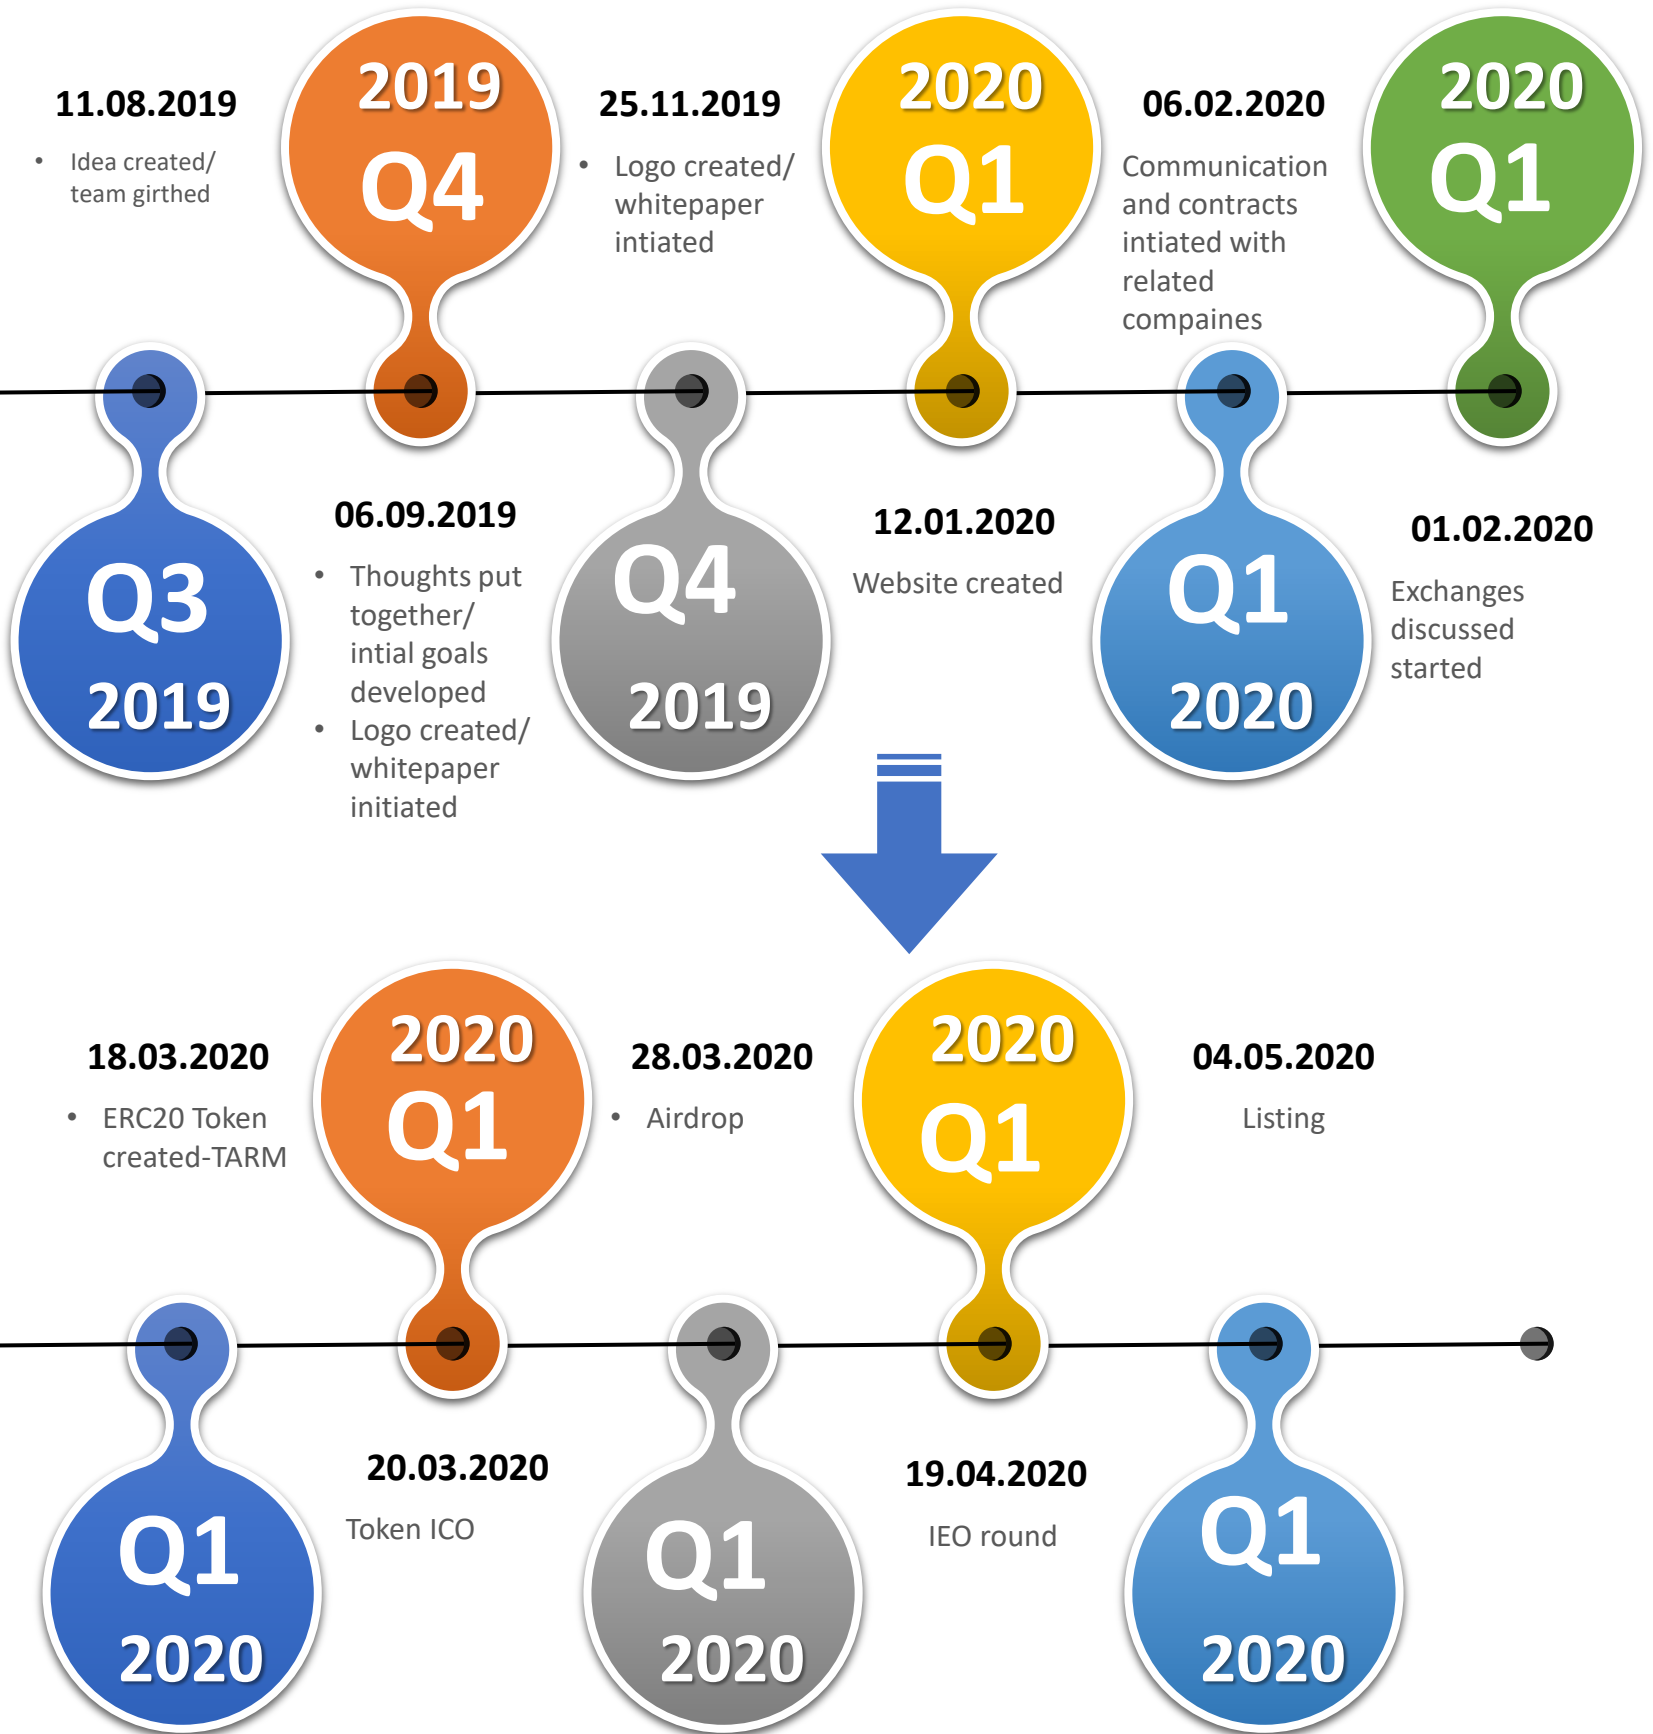 11.08.2019
• Idea created/
team girthed
Q3
2019
2019
Q4
06.09.2019
• Thoughts put
together/
intial goals
developed
• Logo created/
whitepaper
initiated
25.11.2019
• Logo created/
whitepaper
intiated
Q4
2019
2020
Q1
12.01.2020
Website created
06.02.2020
Communication
and contracts
intiated with
related
compaines
Q1
2020
2020
Q1
01.02.2020
Exchanges
discussed
started
18.03.2020
• ERC20 Token
created-TARM
Q1
2020
2020
Q1
20.03.2020
Token ICO
28.03.2020
• Airdrop
Q1
2020
2020
Q1
19.04.2020
IEO round
04.05.2020
Listing
Q1
2020